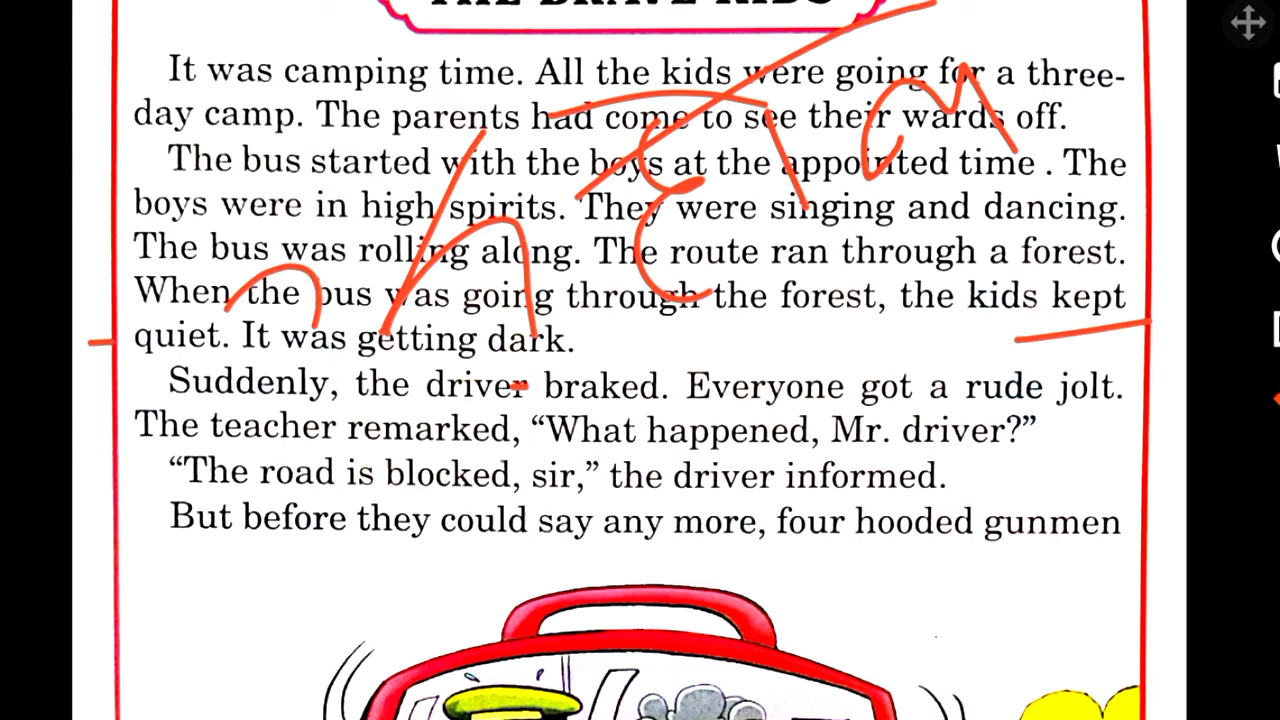 THE BRAVE KIDS
It was camping time. All the kids were going for a three-
day camp. The parents had come to see their wards off.
The bus started with the boys at the appointed time . The
boys were in high spirits. They were singing and dancing.
The bus was rolling along. The route ran through a forest.
When the bus was going through the forest, the kids kept
quiet. It was getting dark.
Suddenly, the driver braked. Everyone got a rude jolt.
The teacher remarked, “What happened, Mr. driver?”
“The road is blocked, sir,” the driver informed.
But before they could say any more, four hooded gunmen